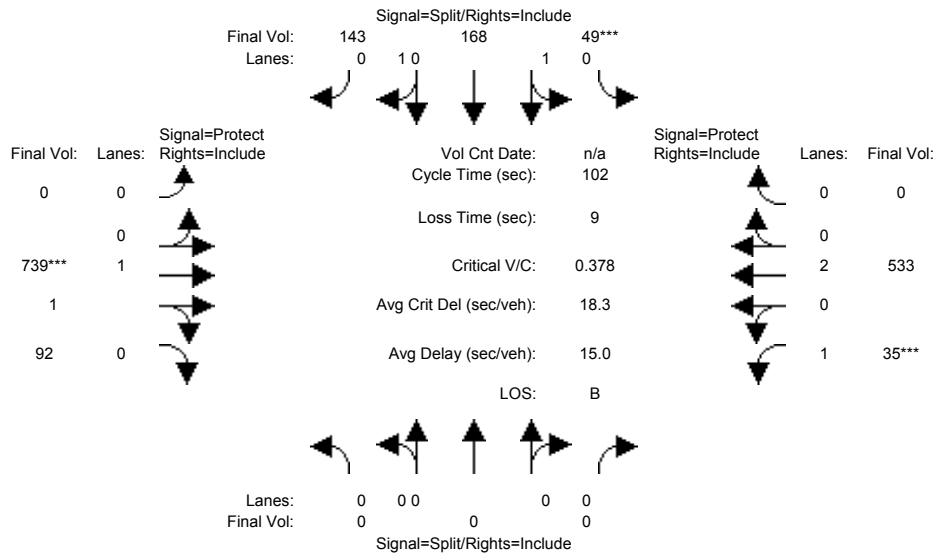 Signal=Split/Rights=Include
Final Vol: 143 168 49***
Lanes: 0 1 0 1 0
Signal=Protect Signal=Protect
Final Vol: Lanes: Rights=Include Vol Cnt Date: n/a Rights=Include Lanes: Final Vol:
Cycle Time (sec): 102
0 0 0 0
Loss Time (sec): 9
0 0
739*** 1 Critical V/C: 0.378 2 533
1 Avg Crit Del (sec/veh): 18.3 0
92 0 Avg Delay (sec/veh): 15.0 1 35***
LOS: B
Lanes: 0 0 0 0 0
Final Vol: 0 0 0
Signal=Split/Rights=Include